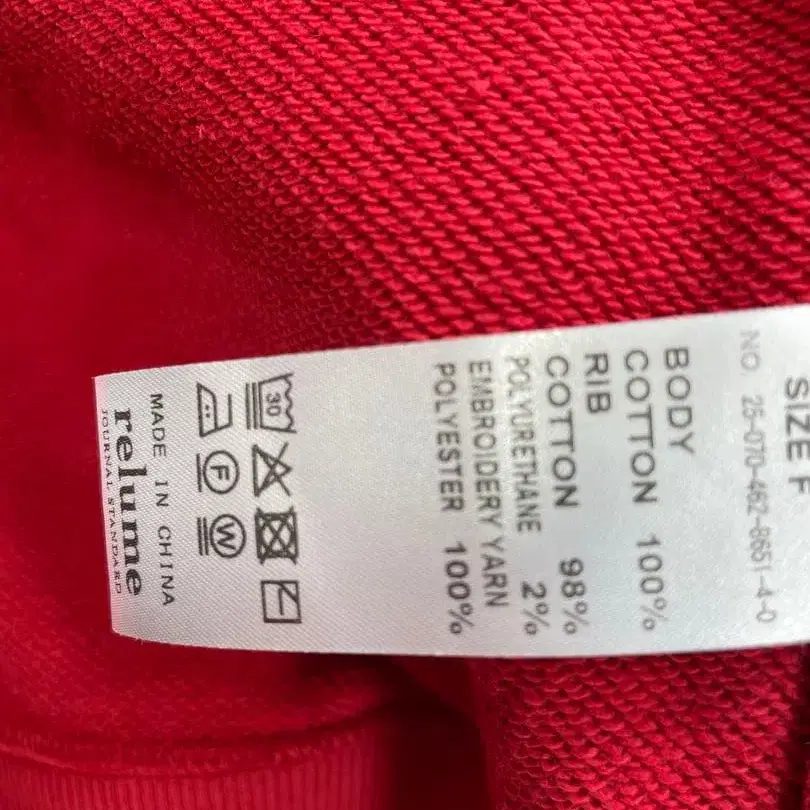 SIZE F
NO. 25-070-462-8651-4-0
BODY
COTTON 100%
RIB
COTTON 98%
POLYURETHANE 2%
EMBROIDERY YARN
POLYESTER 100%
30
F
W
MADE IN CHINA
relume
JOURNAL STANDARD